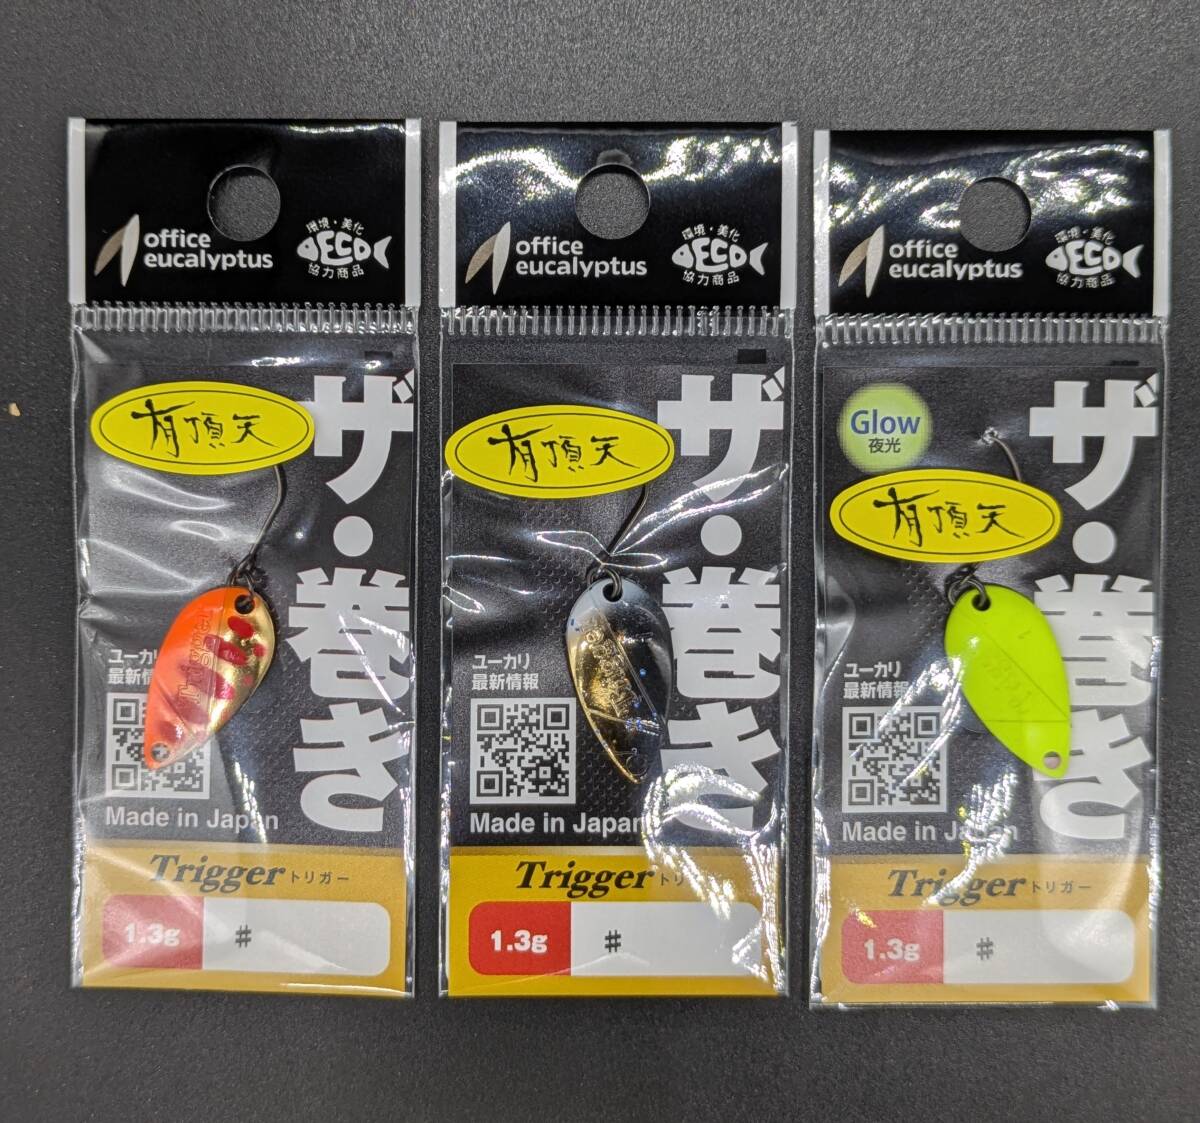 office
eucalyptus
環境・美化
ECO
協力商品
有頂天
ザ・巻き
ユーカリ
最新情報
Made in Japan
Trigger トリガー
1.3g #
office
eucalyptus
環境・美化
ECO
協力商品
有頂天
ザ・巻き
ユーカリ
最新情報
Made in Japan
Trigger トリ
1.3g #
office
eucalyptus
環境・美化
ECO
協力商品
Glow
夜光
有頂天
ザ・巻き
ユーカリ
最新情報
Made in Japan
Trigger トリガー
1.3g #